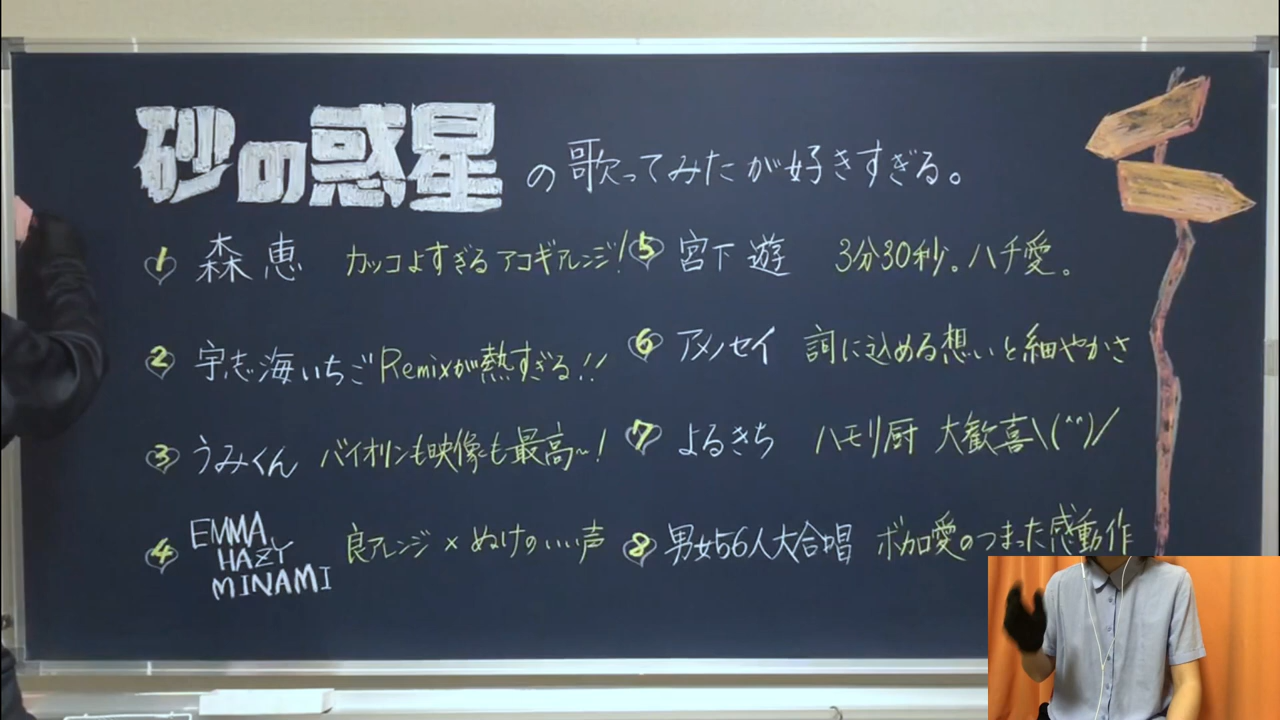 砂の惑星の歌ってみたが好きすぎる。
1 森恵 カッコよすぎるアコギアレンジ!
2 宇志海いちご Remixが熱すぎる!!
3 うみくん バイオリンも映像も最高〜!
4 EMMA HAZY MINAMI 良アレンジ×ぬけのいい声
5 宮下遊 3分30秒。ハチ愛。
6 アメノセイ 詞に込める想いと細やかさ
7 よるきち ハモリ厨 大歓喜\(^^)/
8 男女56人大合唱 ボカロ愛のつまった感動作